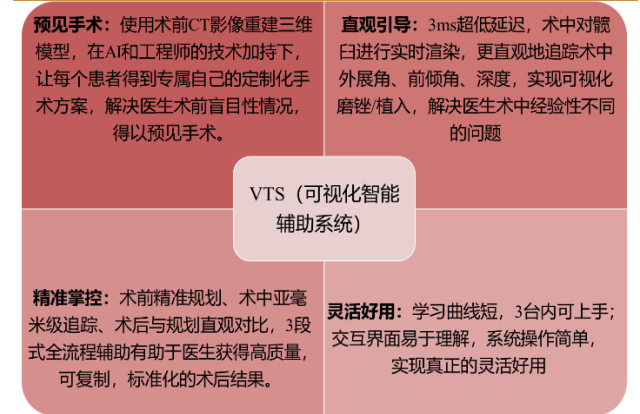 预见手术：使用术前CT影像重建三维
模型，在AI和工程师的技术加持下，
让每个患者得到专属自己的定制化手
术方案，解决医生术前盲目性情况，
得以预见手术。
直观引导：3ms超低延迟，术中对髋
臼进行实时渲染，更直观地追踪术中
外展角、前倾角、深度，实现可视化
磨锉/植入，解决医生术中经验性不同
的问题
VTS（可视化智能
辅助系统）
精准掌控：术前精准规划、术中亚毫
米级追踪、术后与规划直观对比，3段
式全流程辅助有助于医生获得高质量，
可复制，标准化的术后结果。
灵活好用：学习曲线短，3台内可上手；
交互界面易于理解，系统操作简单，
实现真正的灵活好用